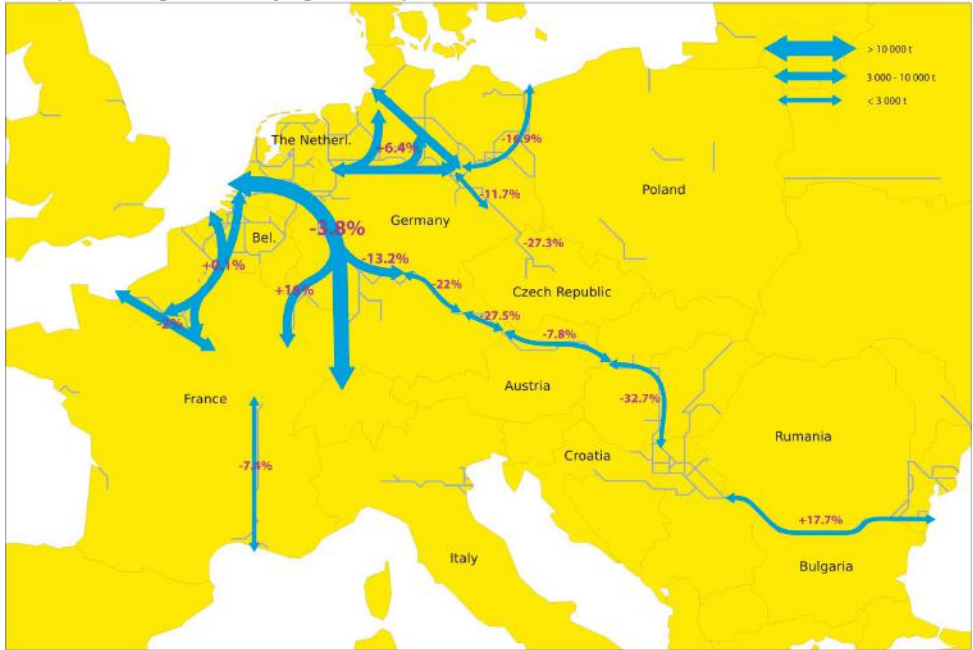 > 10 000 t
3 000 - 10 000 t
< 3 000 t
The Netherl.
+6.4%
-16.9%
-11.7%
Poland
Germany
-3.8%
Bel.
-27.3%
+0.1%
-13.2%
-22%
Czech Republic
-2%
-27.5%
-7.8%
Austria
France
-32.7%
Rumania
Croatia
-7.4%
+17.7%
Italy
Bulgaria